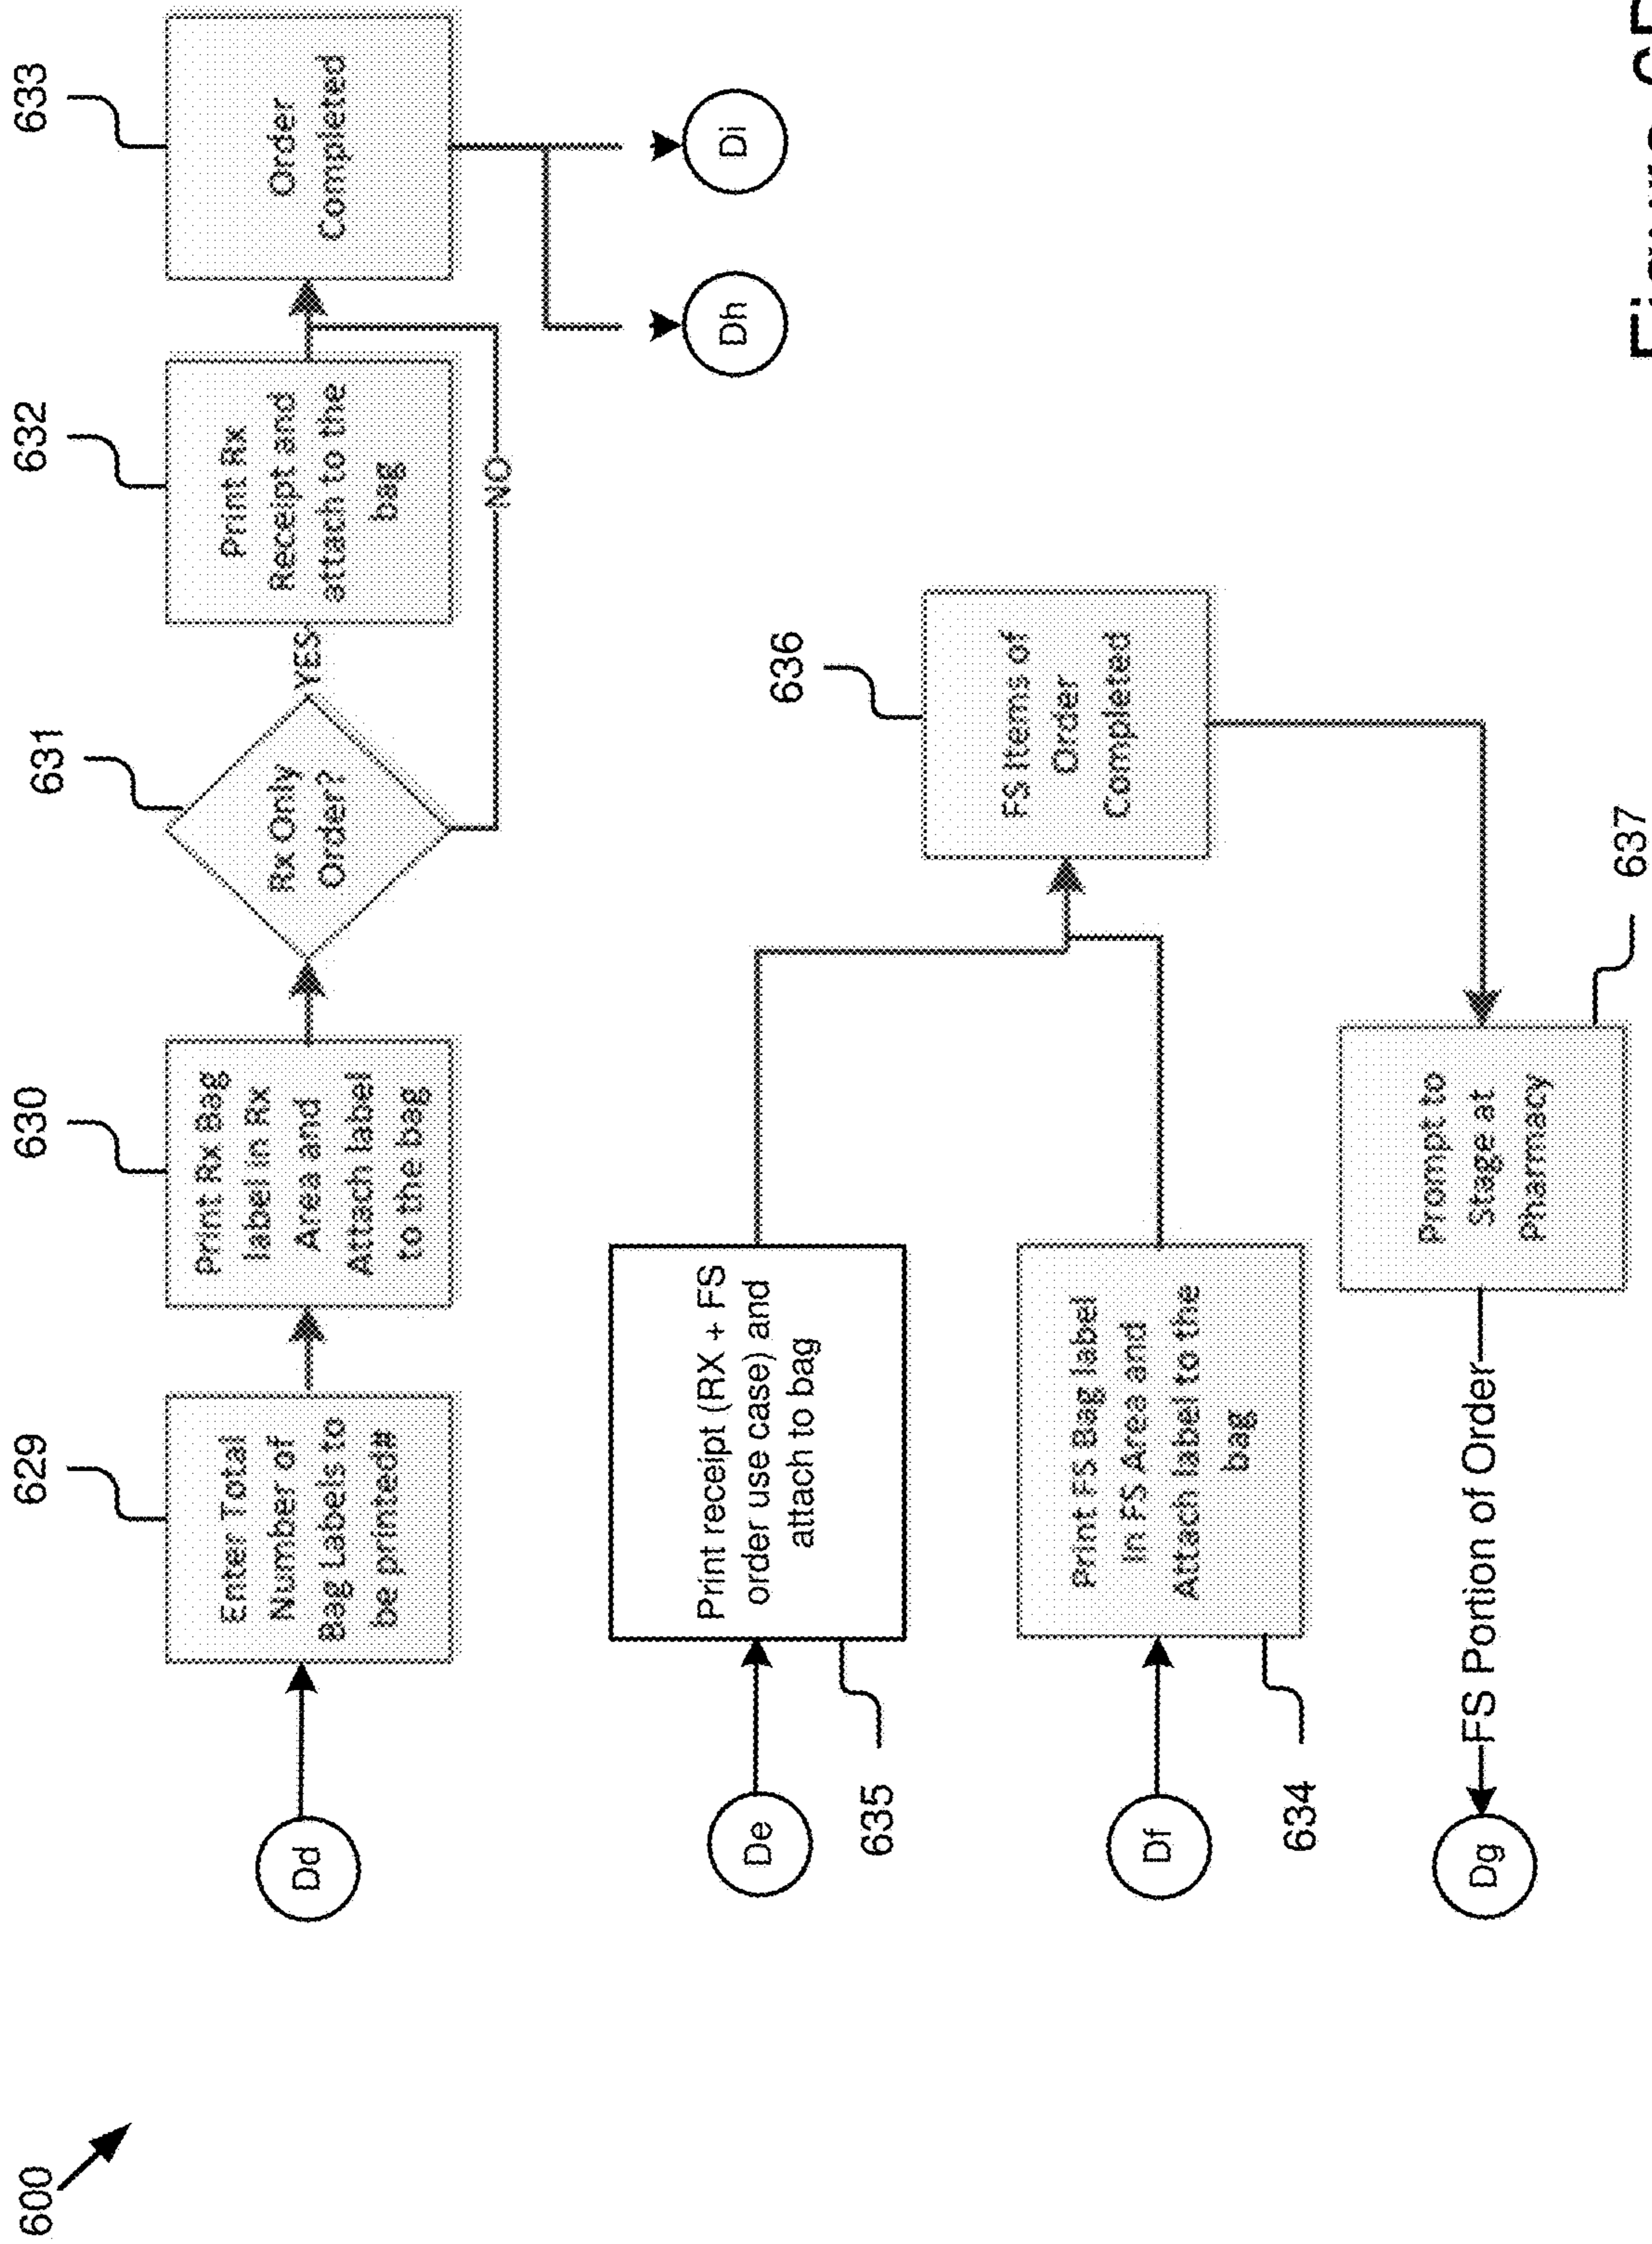 600
629
630
631
632
633
Dd
Enter Total
Number of
Bag Labels to
be printed#
Print Rx Bag
label in Rx
Area and
Attach label
to the bag
Rx Only
Order?
YES
NO
Print Rx
Receipt and
attach to the
bag
Order
Completed
Dh
Di
De
635
Print receipt (RX + FS
order use case) and
attach to bag
636
FS Items of
Order
Completed
Df
634
Print FS Bag label
in FS Area and
Attach label to the
bag
Dg
FS Portion of Order
Prompto
Stage at
Pharmacy
637